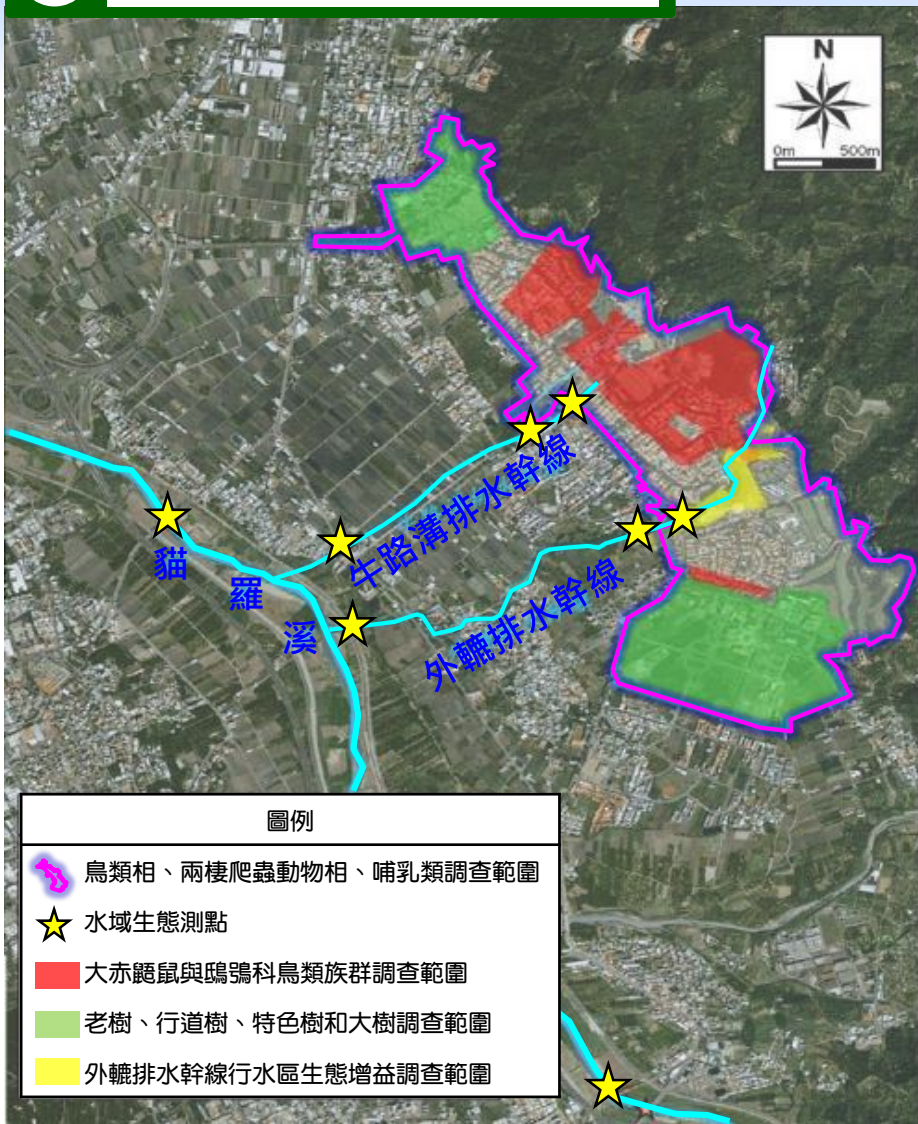 N
0m 500m
牛路溝排水幹線
貓
羅
溪
外轆排水幹線
圖例
鳥類相、兩棲爬蟲動物相、哺乳類調查範圍
水域生態測點
大赤鼯鼠與鴟鴞科鳥類族群調查範圍
老樹、行道樹、特色樹和大樹調查範圍
外轆排水幹線行水區生態增益調查範圍